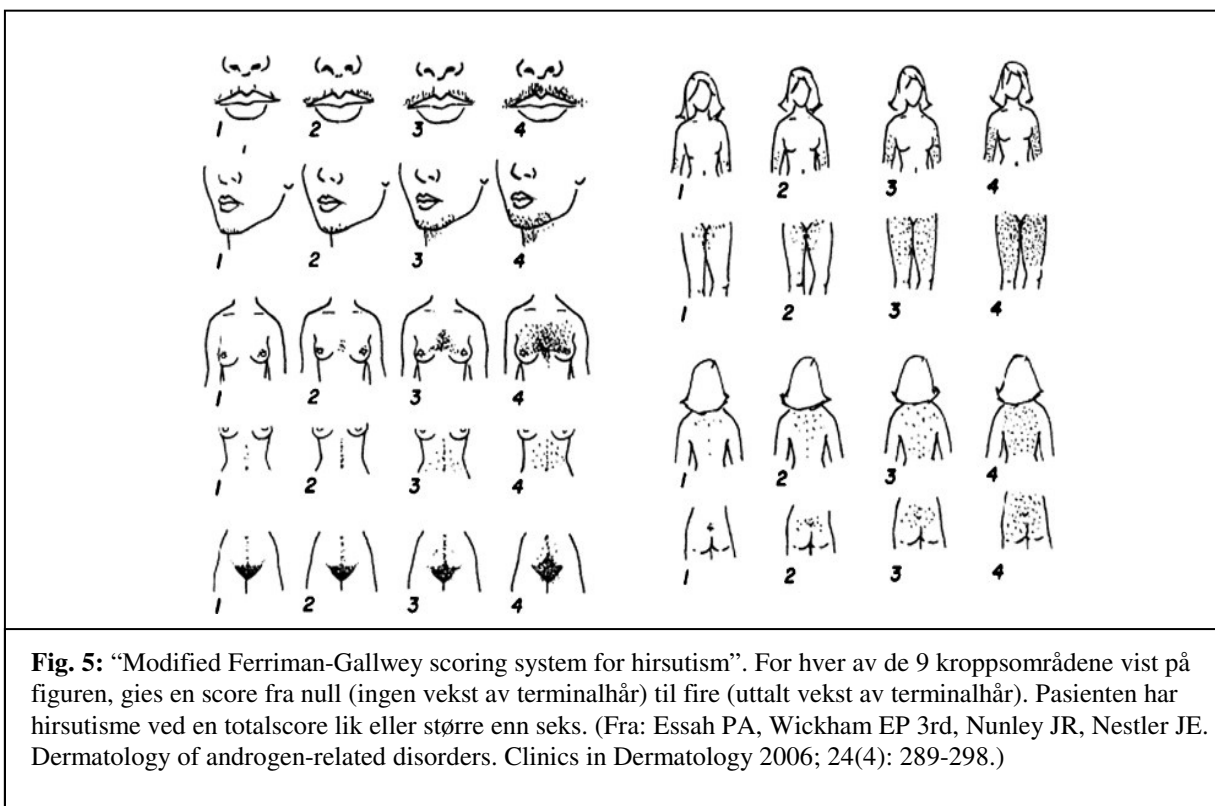 1 2 3 4
1 2 3 4
1 2 3 4
1 2 3 4
1 2 3 4
1 2 3 4
1 2 3 4
1 2 3 4
1 2 3 4
Fig. 5: “Modified Ferriman-Gallwey scoring system for hirsutism”. For hver av de 9 kroppsområdene vist på
figuren, gies en score fra null (ingen vekst av terminalhår) til fire (uttalt vekst av terminalhår). Pasienten har
hirsutisme ved en totalscore lik eller større enn seks. (Fra: Essah PA, Wickham EP 3rd, Nunley JR, Nestler JE.
Dermatology of androgen-related disorders. Clinics in Dermatology 2006; 24(4): 289-298.)